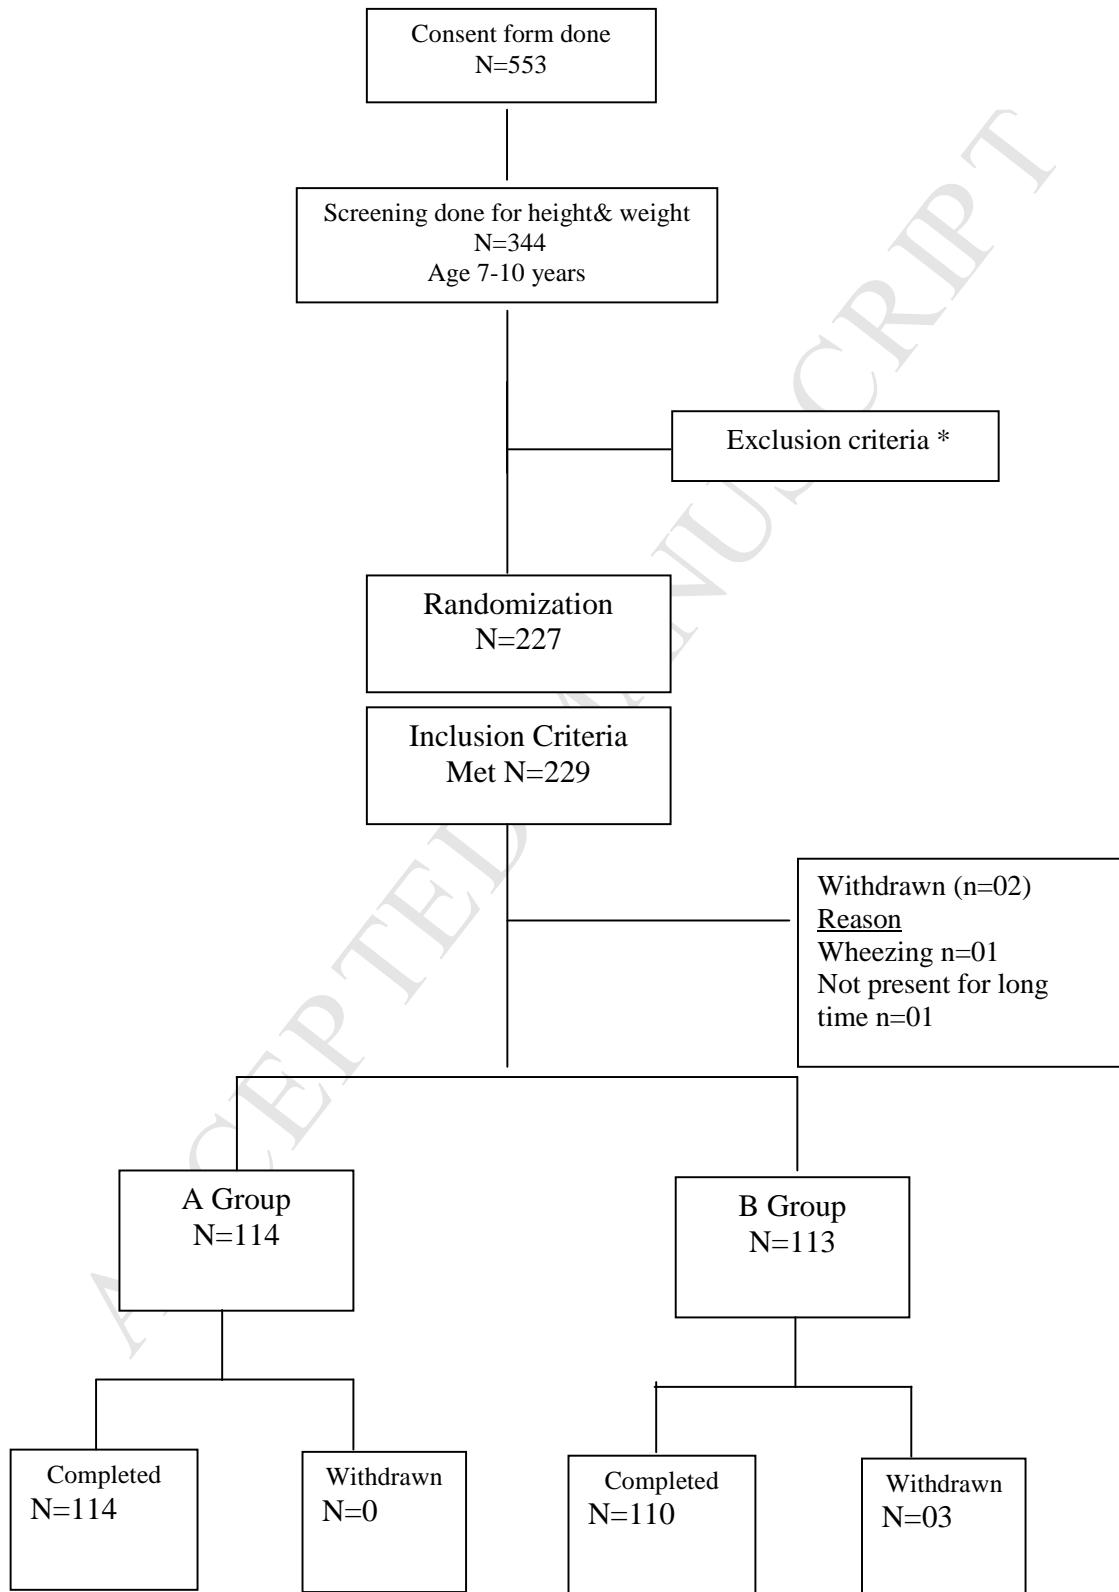 Consent form done
N=553
Screening done for height& weight
N=344
Age 7-10 years
Exclusion criteria *
Randomization
N=227
Inclusion Criteria
Met N=229
Withdrawn (n=02)
Reason
Wheezing n=01
Not present for long
time n=01
A Group
N=114
B Group
N=113
Completed
N=114
Withdrawn
N=0
Completed
N=110
Withdrawn
N=03
ACCEPTED MANUSCRIPT